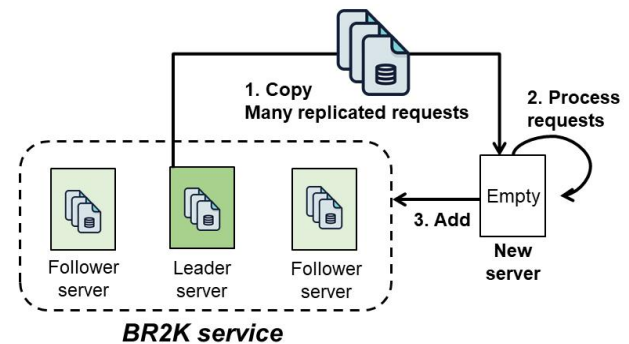 1. Copy
Many replicated requests
2. Process
requests
Empty
3. Add
New
server
Follower
server
Leader
server
Follower
server
BR2K service